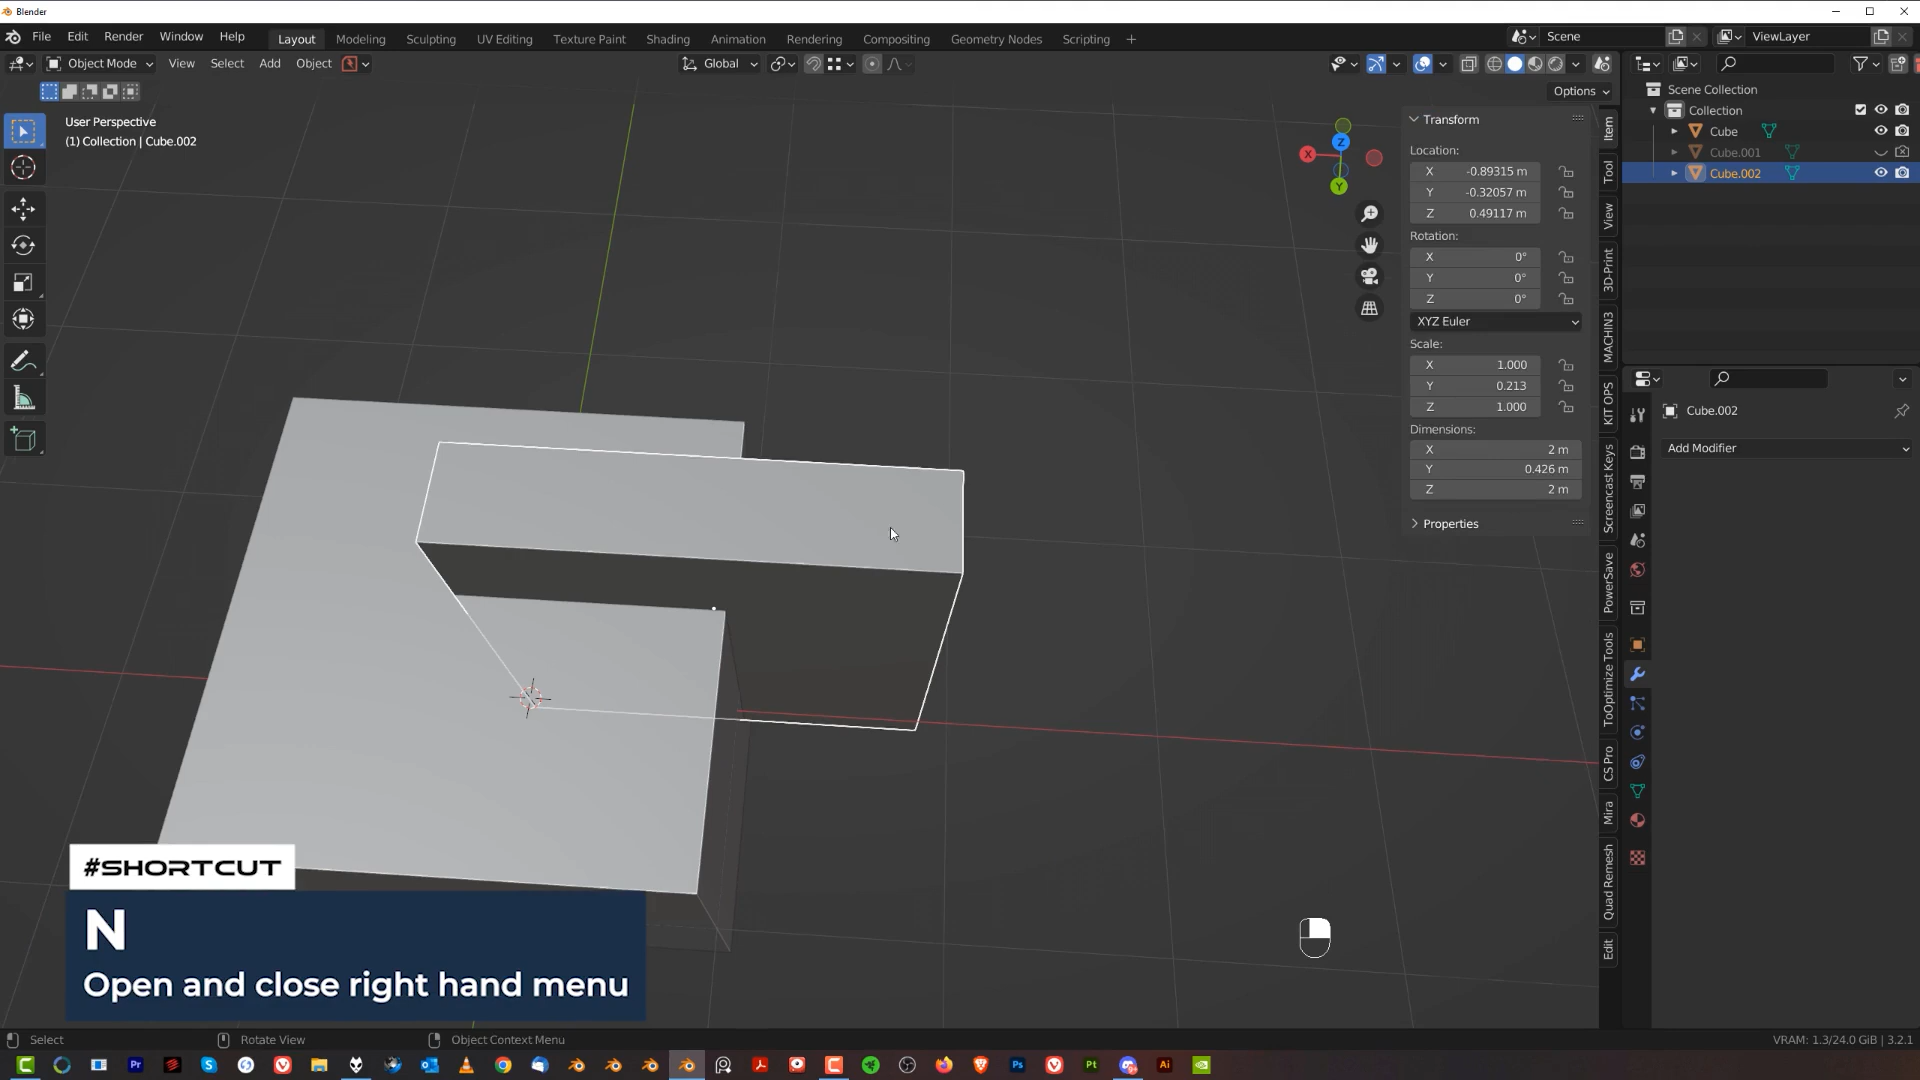 Blender
File Edit Render Window Help
Layout Modeling Sculpting UV Editing Texture Paint Shading Animation Rendering Compositing Geometry Nodes Scripting +
Scene
ViewLayer
Object Mode View Select Add Object
Global
Options
User Perspective
(1) Collection | Cube.002
X
Y
Z
Transform
Location:
X -0.89315 m
Y -0.32057 m
Z 0.49117 m
Rotation:
X 0°
Y 0°
Z 0°
XYZ Euler
Scale:
X 1.000
Y 0.213
Z 1.000
Dimensions:
X 2 m
Y 0.426 m
Z 2 m
Properties
Item
Tool
View
3D-Print
MACHIN3
KIT OPS
Screencast Keys
PowerSave
ToOptimize Tools
CS Pro
Mira
Quad Remesh
Edit
Scene Collection
Collection
Cube
Cube.001
Cube.002
Cube.002
Add Modifier
#SHORTCUT
N
Open and close right hand menu
Select Rotate View Object Context Menu
VRAM: 1.3/24.0 GiB | 3.2.1
Pr
S
Ps
Pt
Ai